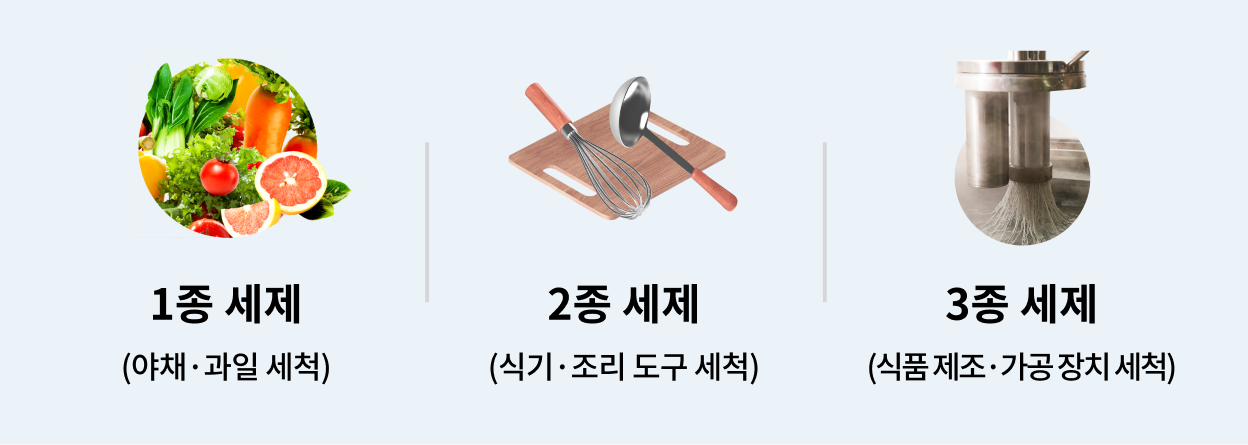 1종 세제
(야채·과일 세척)
2종 세제
(식기·조리 도구 세척)
3종 세제
(식품 제조·가공 장치 세척)